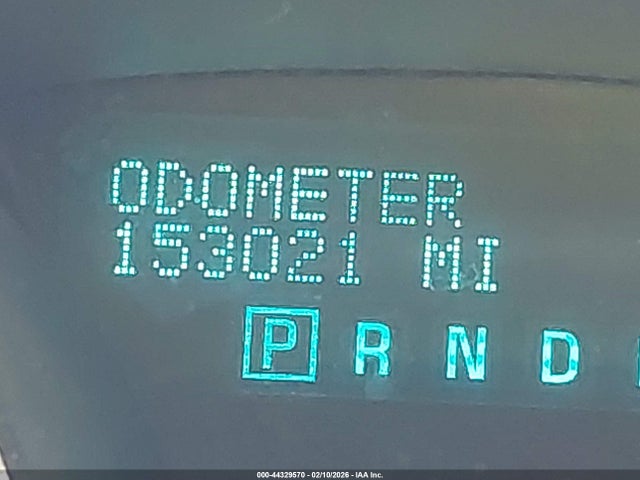 ODOMETER
153021 MI
P R N D
000-44329570 - 02/10/2026 - IAA Inc.